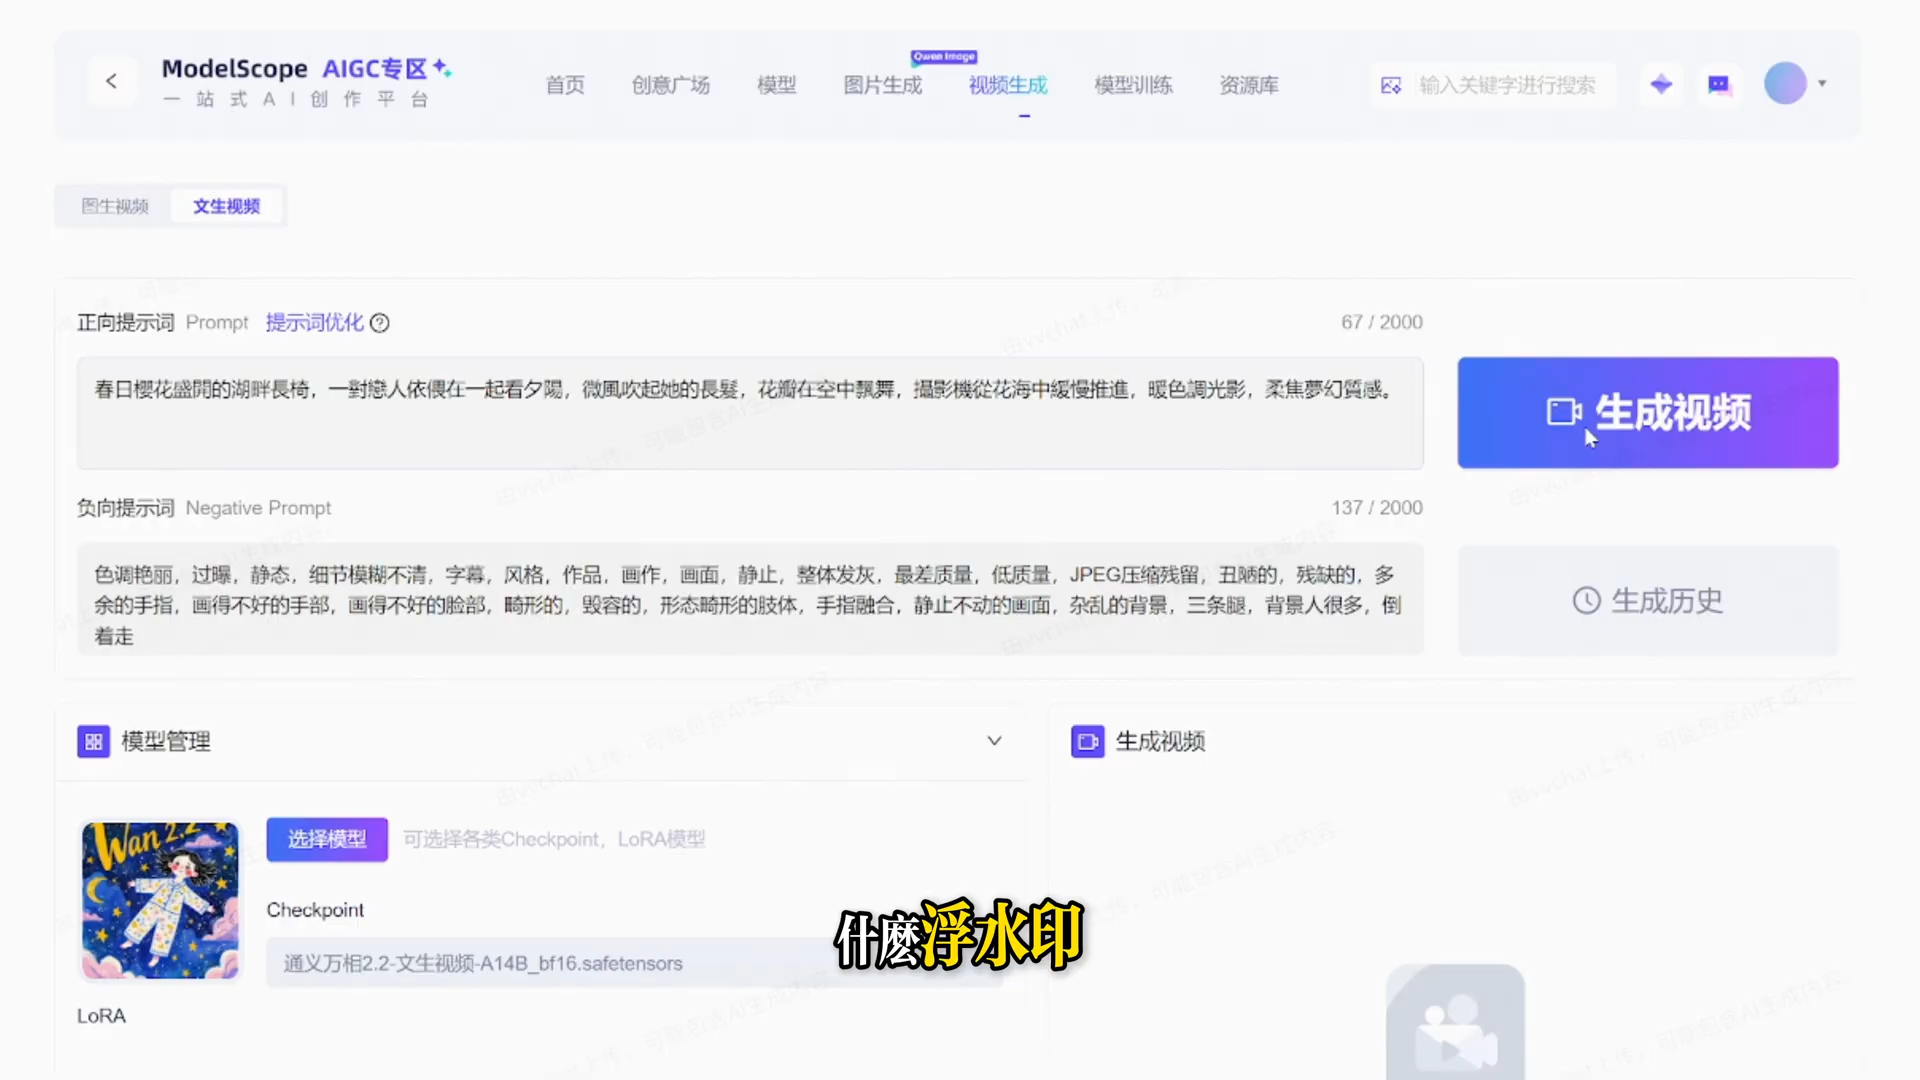 ModelScope AIGC专区
一站式AI创作平台
首页
创意广场
模型
图片生成
Qwen Image
视频生成
模型训练
资源库
输入关键字进行搜索
图生视频
文生视频
正向提示词 Prompt 提示词优化
67 / 2000
春日櫻花盛開的湖畔長椅，一對戀人依偎在一起看夕陽，微風吹起她的長髮，花瓣在空中飄舞，攝影機從花海中緩慢推進，暖色調光影，柔焦夢幻質感。
生成视频
负向提示词 Negative Prompt
137 / 2000
色调艳丽，过曝，静态，细节模糊不清，字幕，风格，作品，画作，画面，静止，整体发灰，最差质量，低质量，JPEG压缩残留，丑陋的，残缺的，多
余的手指，画得不好的手部，画得不好的脸部，畸形的，毁容的，形态畸形的肢体，手指融合，静止不动的画面，杂乱的背景，三条腿，背景人很多，倒
着走
生成历史
模型管理
生成视频
Wan 2.2
选择模型
可选择各类Checkpoint，LoRA模型
Checkpoint
通义万相2.2-文生视频-A14B_bf16.safetensors
什麼浮水印
LoRA